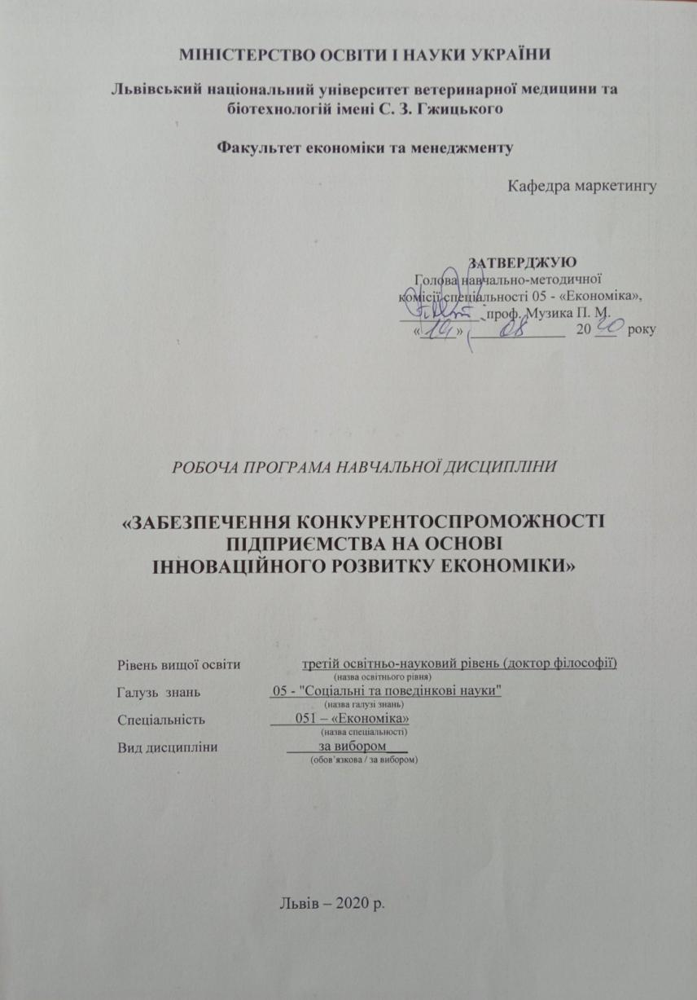 МІНІСТЕРСТВО ОСВІТИ І НАУКИ УКРАЇНИ
Львівський національний університет ветеринарної медицини та
біотехнологій імені С. З. Гжицького
Факультет економіки та менеджменту
Кафедра маркетингу
ЗАТВЕРДЖУЮ
Голова навчально-методичної
комісії спеціальності 05 - «Економіка»,
проф. Музика П. М.
«14» 08 2020 року
РОБОЧА ПРОГРАМА НАВЧАЛЬНОЇ ДИСЦИПЛІНИ
«ЗАБЕЗПЕЧЕННЯ КОНКУРЕНТОСПРОМОЖНОСТІ
ПІДПРИЄМСТВА НА ОСНОВІ
ІННОВАЦІЙНОГО РОЗВИТКУ ЕКОНОМІКИ»
Рівень вищої освіти третій освітньо-науковий рівень (доктор філософії)
(назва освітнього рівня)
Галузь знань 05 - "Соціальні та поведінкові науки"
(назва галузі знань)
Спеціальність 051 – «Економіка»
(назва спеціальності)
Вид дисципліни за вибором
(обов'язкова / за вибором)
Львів – 2020 р.